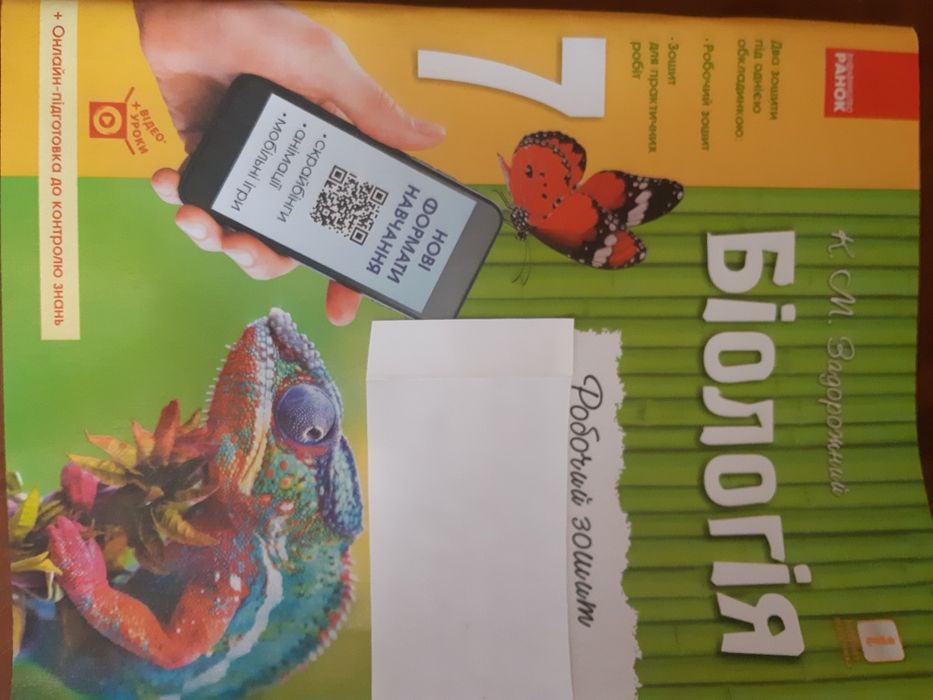 РАНОК
Два зошити
під однією
обкладинкою:
• Робочий зошит
• Зошит
для практичних
робіт
7
К. М. Задорожний
БІОЛОГІЯ
Робочий зошит
НОВІ
ФОРМАТИ
НАВЧАННЯ
• скрайбінги
• анімації
• мобільні ігри
+ ВІДЕО-
УРОКИ
+ Онлайн-підготовка до контролю знань